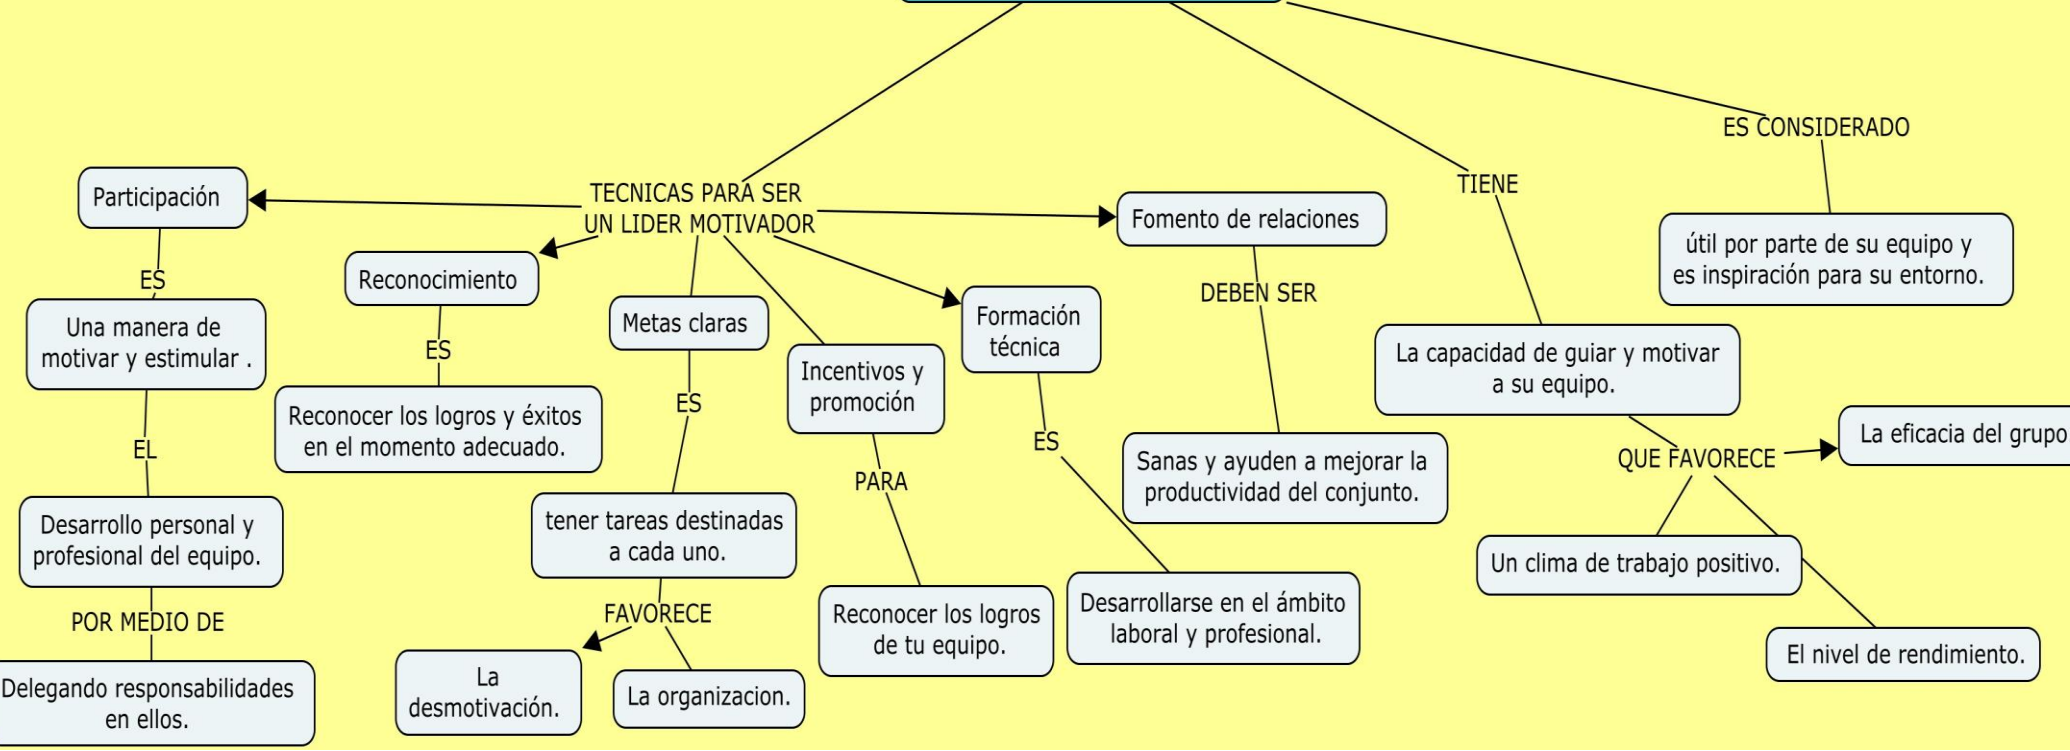 ES CONSIDERADO
útil por parte de su equipo y
es inspiración para su entorno.
TIENE
La capacidad de guiar y motivar
a su equipo.
QUE FAVORECE
La eficacia del grupo
Un clima de trabajo positivo.
El nivel de rendimiento.
TECNICAS PARA SER
UN LIDER MOTIVADOR
Participación
ES
Una manera de
motivar y estimular .
EL
Desarrollo personal y
profesional del equipo.
POR MEDIO DE
Delegando responsabilidades
en ellos.
Reconocimiento
ES
Reconocer los logros y éxitos
en el momento adecuado.
Metas claras
ES
tener tareas destinadas
a cada uno.
FAVORECE
La
desmotivación.
La organizacion.
Incentivos y
promoción
PARA
Reconocer los logros
de tu equipo.
Formación
técnica
ES
Desarrollarse en el ámbito
laboral y profesional.
Fomento de relaciones
DEBEN SER
Sanas y ayuden a mejorar la
productividad del conjunto.